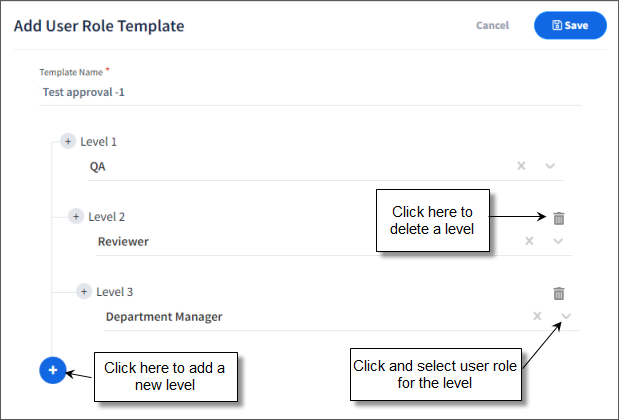 Add User Role Template
Cancel
Save
Template Name *
Test approval -1
Level 1
QA
Level 2
Reviewer
Click here to
delete a level
Level 3
Department Manager
Click here to add a
new level
Click and select user role
for the level